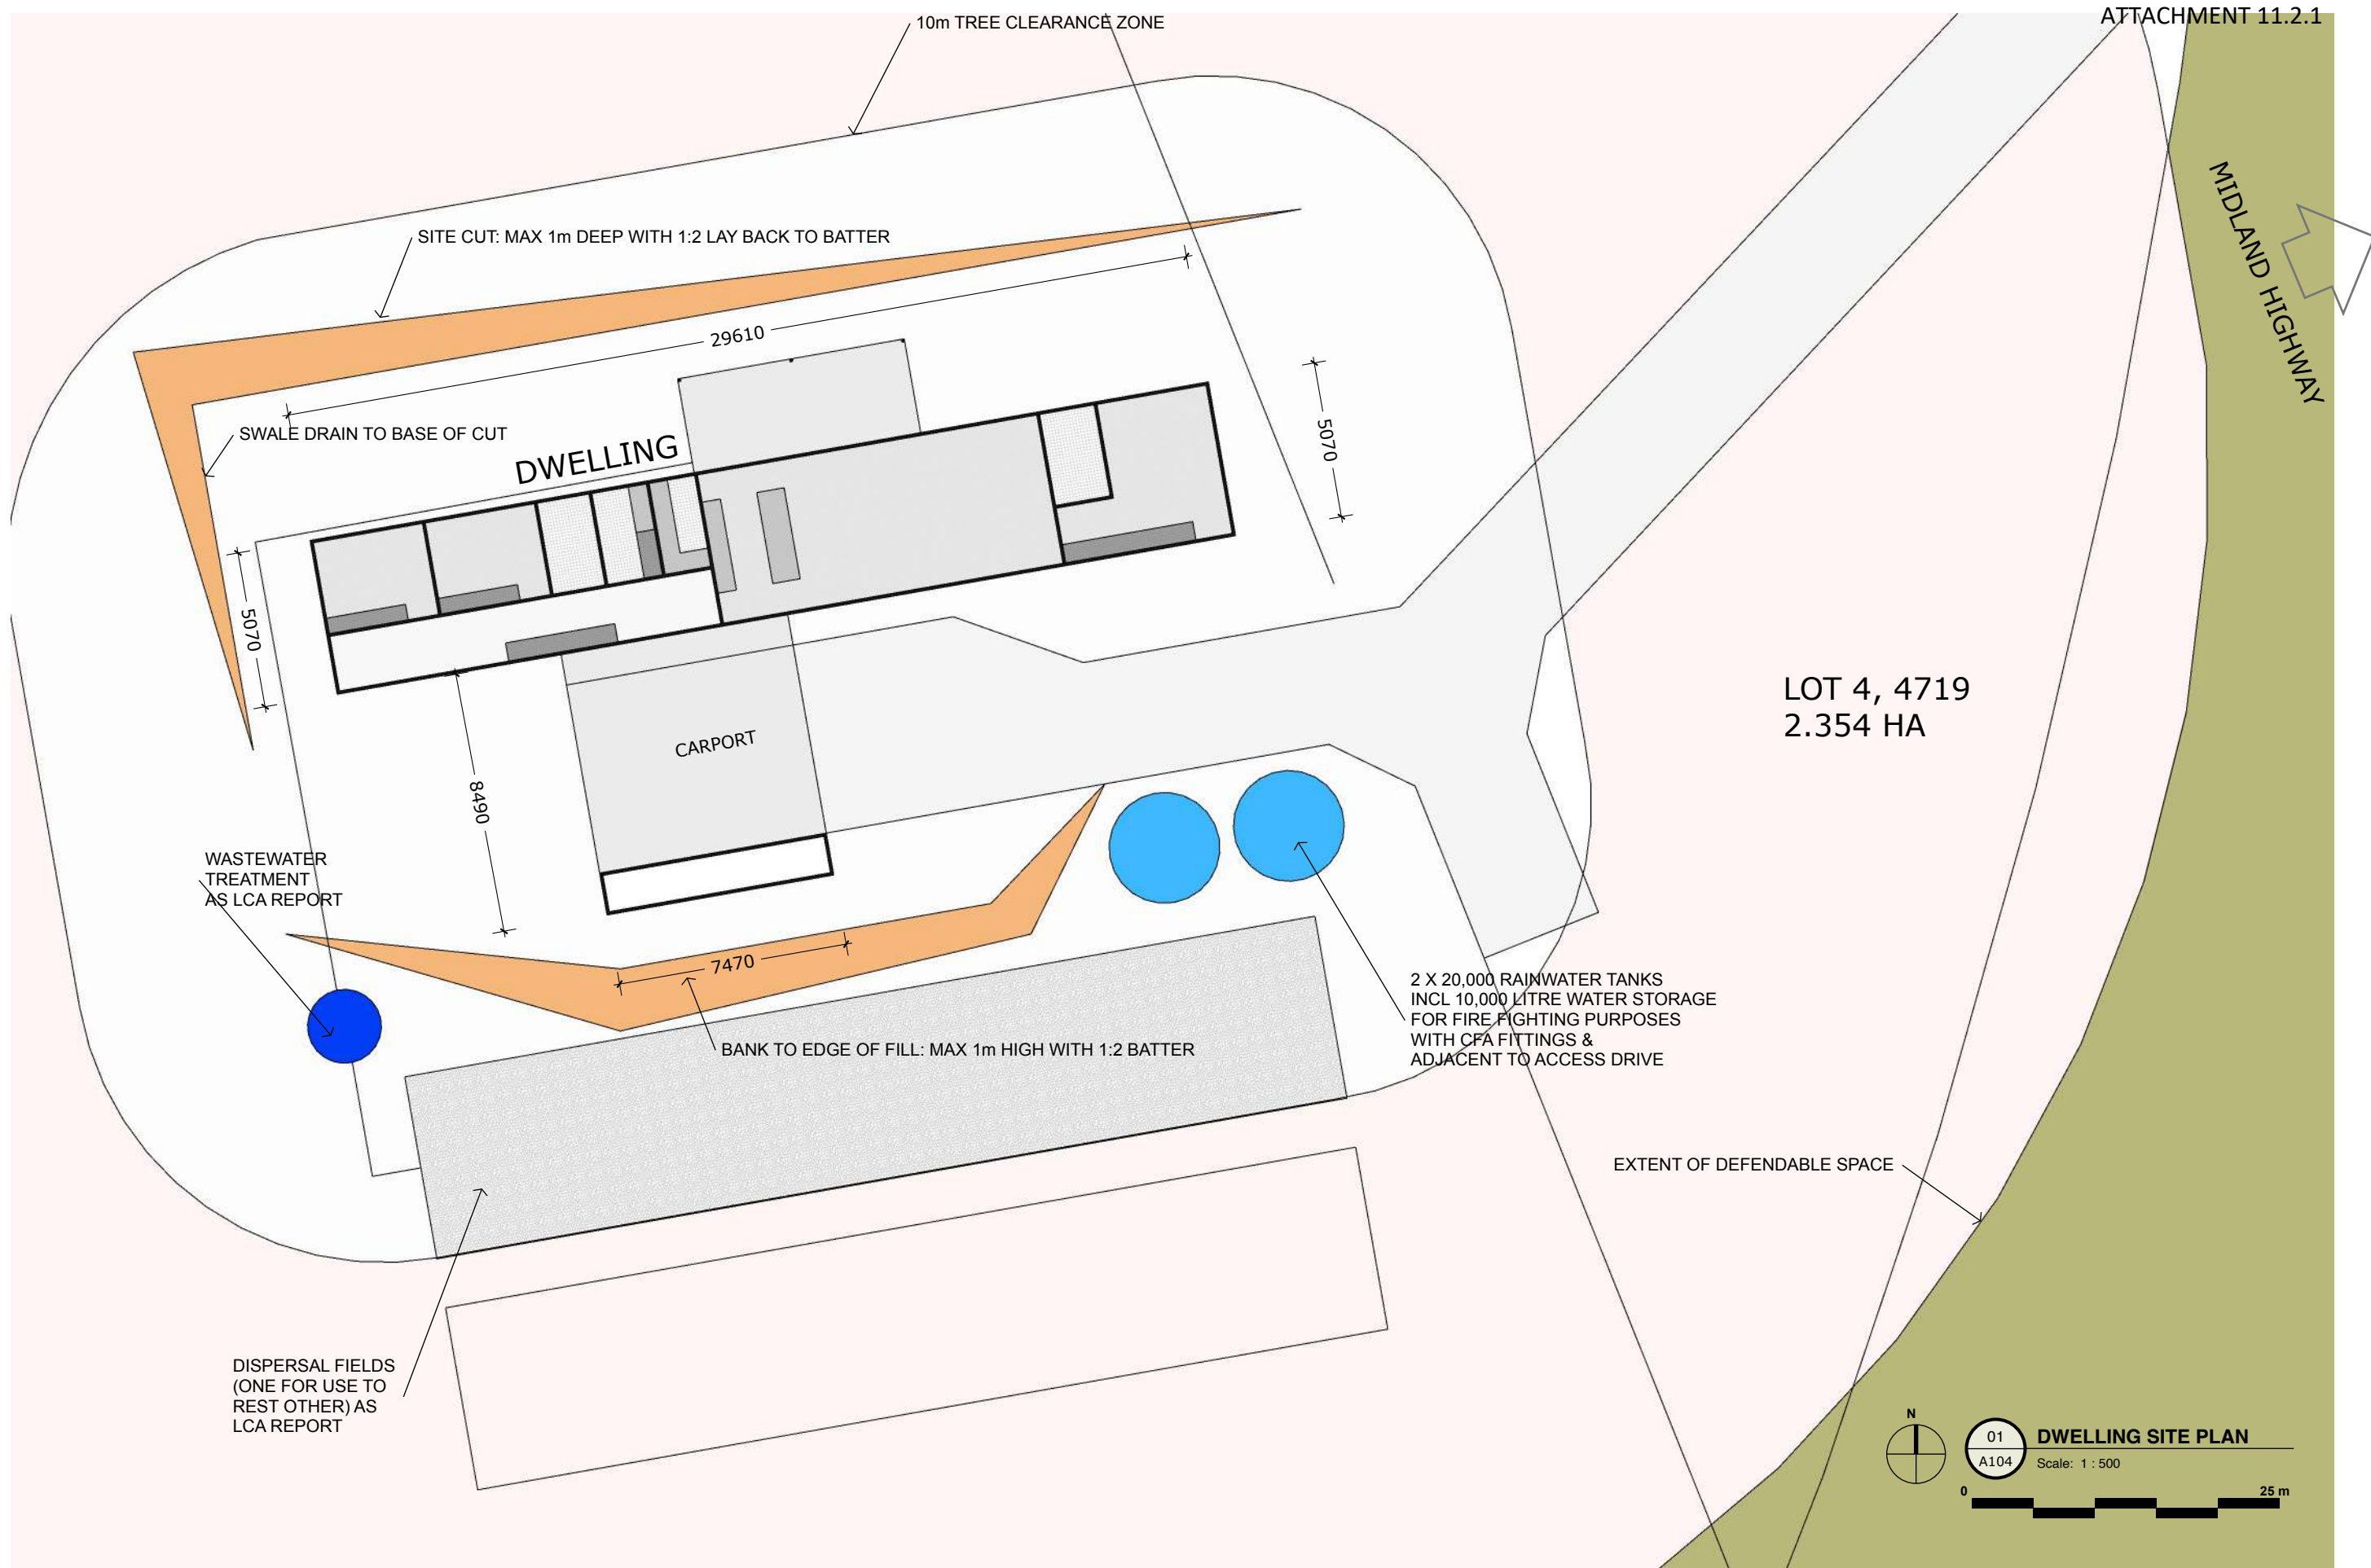 ATTACHMENT 11.2.1
10m TREE CLEARANCE ZONE
MIDLAND HIGHWAY
SITE CUT: MAX 1m DEEP WITH 1:2 LAY BACK TO BATTER
29610
SWALE DRAIN TO BASE OF CUT
DWELLING
5070
5070
LOT 4, 4719
2.354 HA
CARPORT
8490
WASTEWATER
TREATMENT
AS LCA REPORT
7470
2 X 20,000 RAINWATER TANKS
INCL 10,000 LITRE WATER STORAGE
FOR FIRE FIGHTING PURPOSES
WITH CFA FITTINGS &
ADJACENT TO ACCESS DRIVE
BANK TO EDGE OF FILL: MAX 1m HIGH WITH 1:2 BATTER
EXTENT OF DEFENDABLE SPACE
DISPERSAL FIELDS
(ONE FOR USE TO
REST OTHER) AS
LCA REPORT
N
01
A104
DWELLING SITE PLAN
Scale: 1 : 500
0
25 m